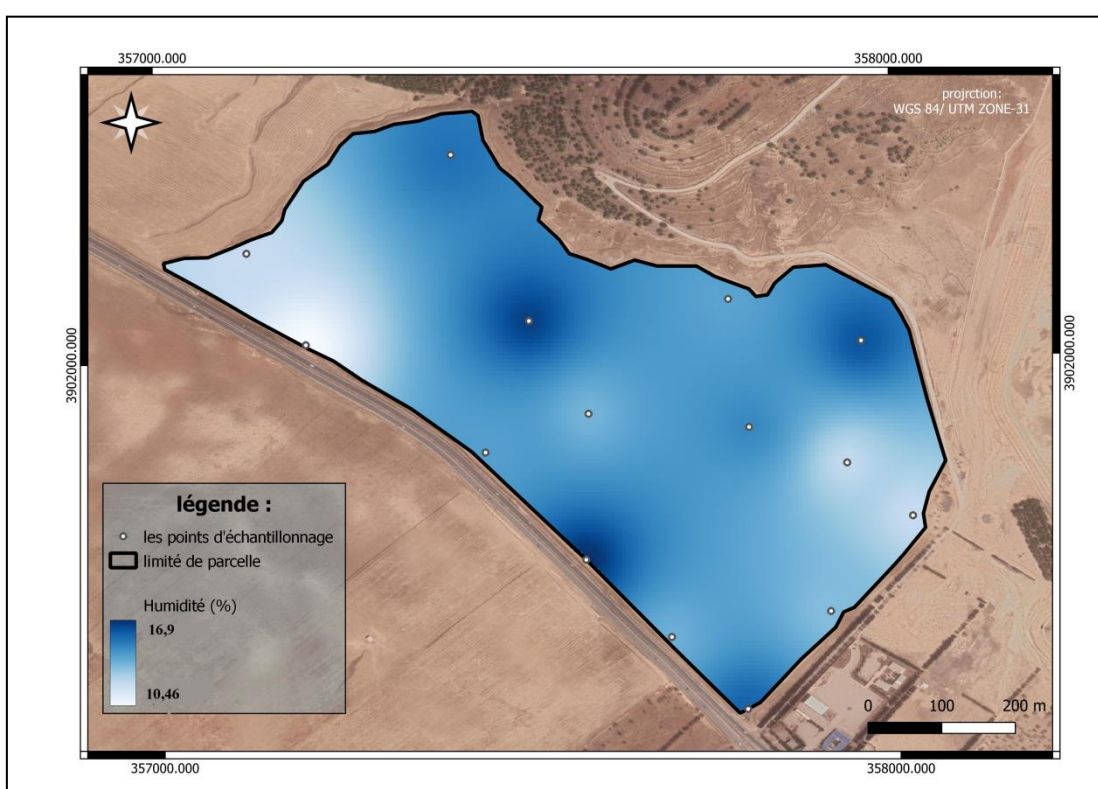 357000.000
358000.000
projrction:
WGS 84/ UTM ZONE-31
3902000.000
3902000.000
légende :
les points d'échantillonnage
limité de parcelle
Humidité (%)
16,9
10,46
0 100 200 m
357000.000
358000.000